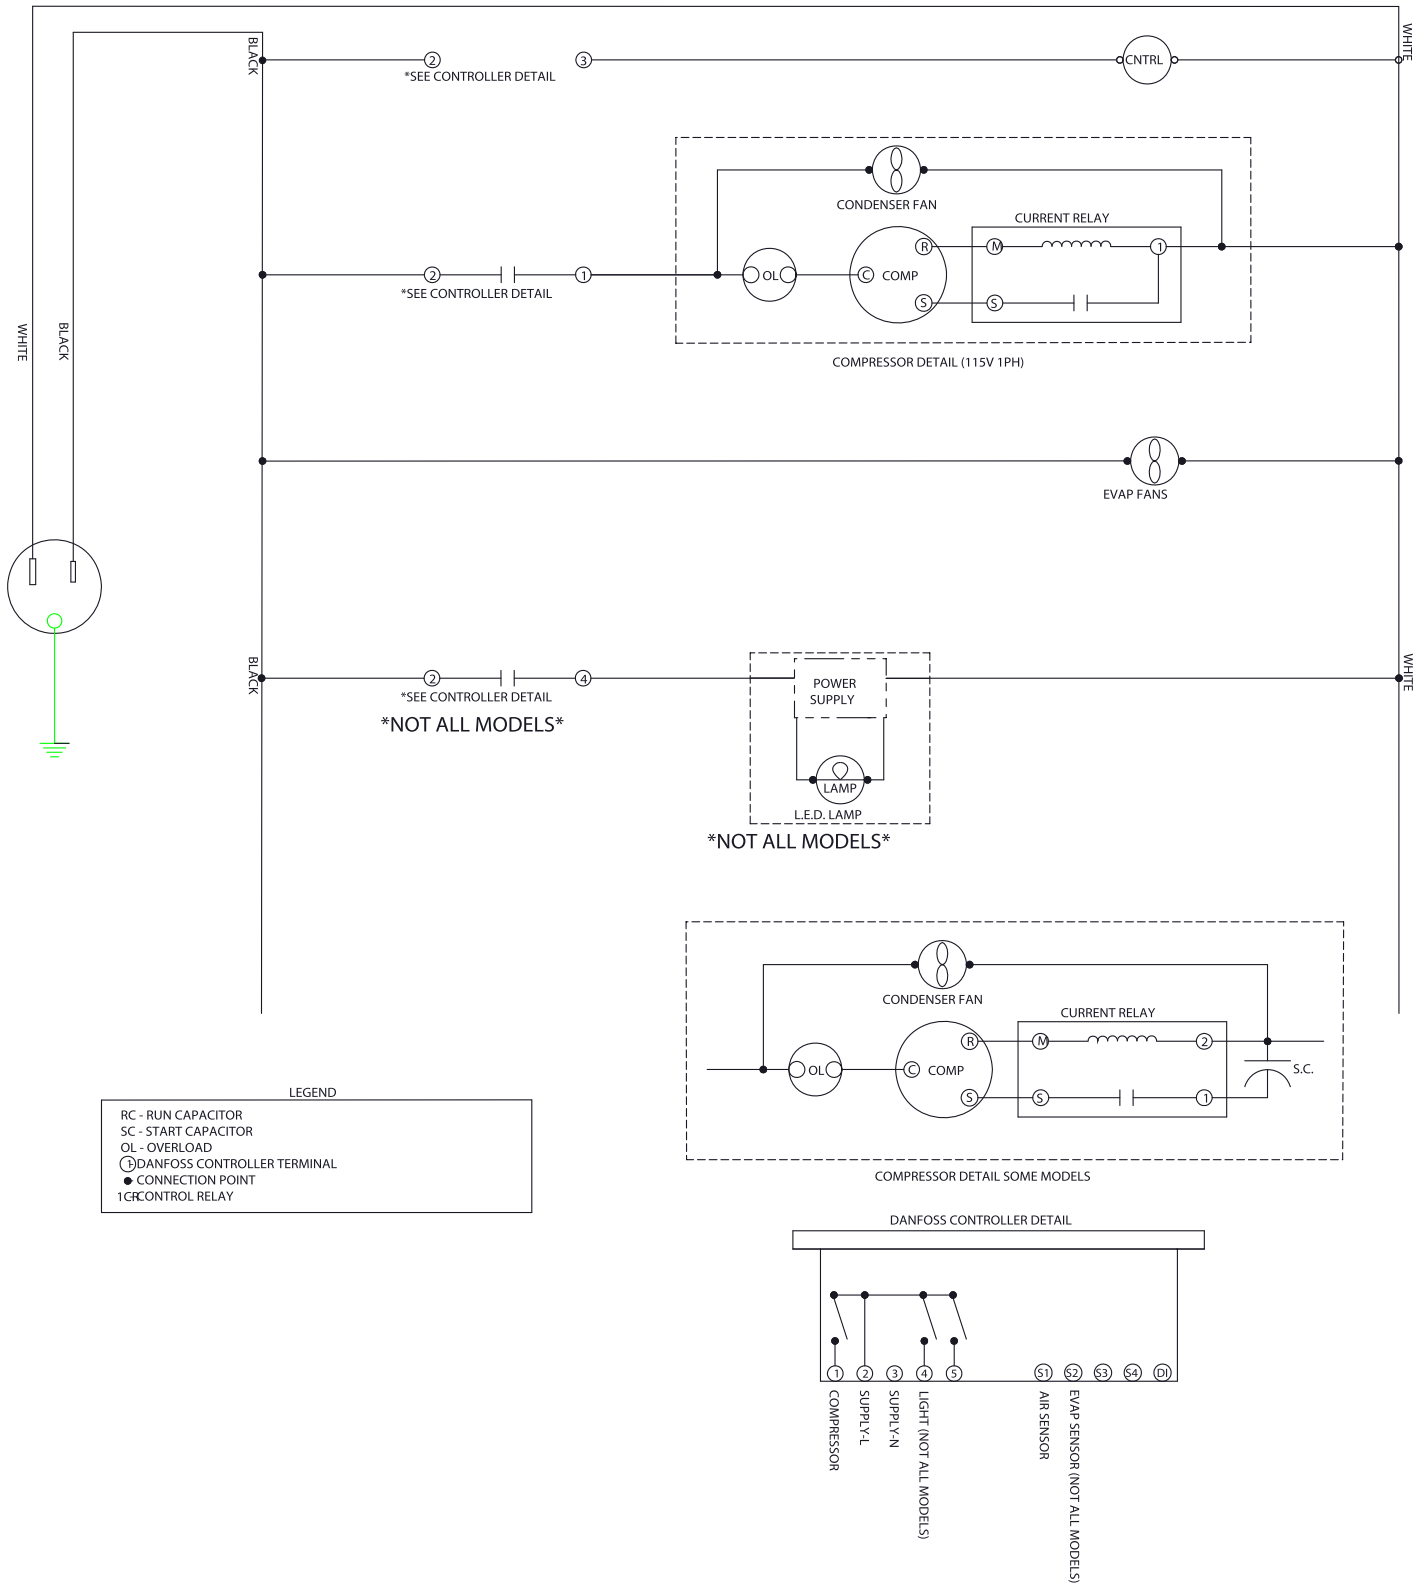 BLACK
WHITE
2
3
CNTRL
*SEE CONTROLLER DETAIL
CONDENSER FAN
CURRENT RELAY
R
M
1
2
1
OL
C
COMP
*SEE CONTROLLER DETAIL
S
S
COMPRESSOR DETAIL (115V 1PH)
WHITE
BLACK
EVAP FANS
BLACK
WHITE
2
4
POWER
SUPPLY
*SEE CONTROLLER DETAIL
*NOT ALL MODELS*
LAMP
L.E.D. LAMP
*NOT ALL MODELS*
CONDENSER FAN
CURRENT RELAY
R
M
2
OL
C
COMP
S.C.
S
S
1
COMPRESSOR DETAIL SOME MODELS
LEGEND
RC - RUN CAPACITOR
SC - START CAPACITOR
OL - OVERLOAD
1 -DANFOSS CONTROLLER TERMINAL
- CONNECTION POINT
1CR -CONTROL RELAY
DANFOSS CONTROLLER DETAIL
1
2
3
4
5
S1
S2
S3
S4
DI
COMPRESSOR
SUPPLY-L
SUPPLY-N
LIGHT (NOT ALL MODELS)
AIR SENSOR
EVAP SENSOR (NOT ALL MODELS)